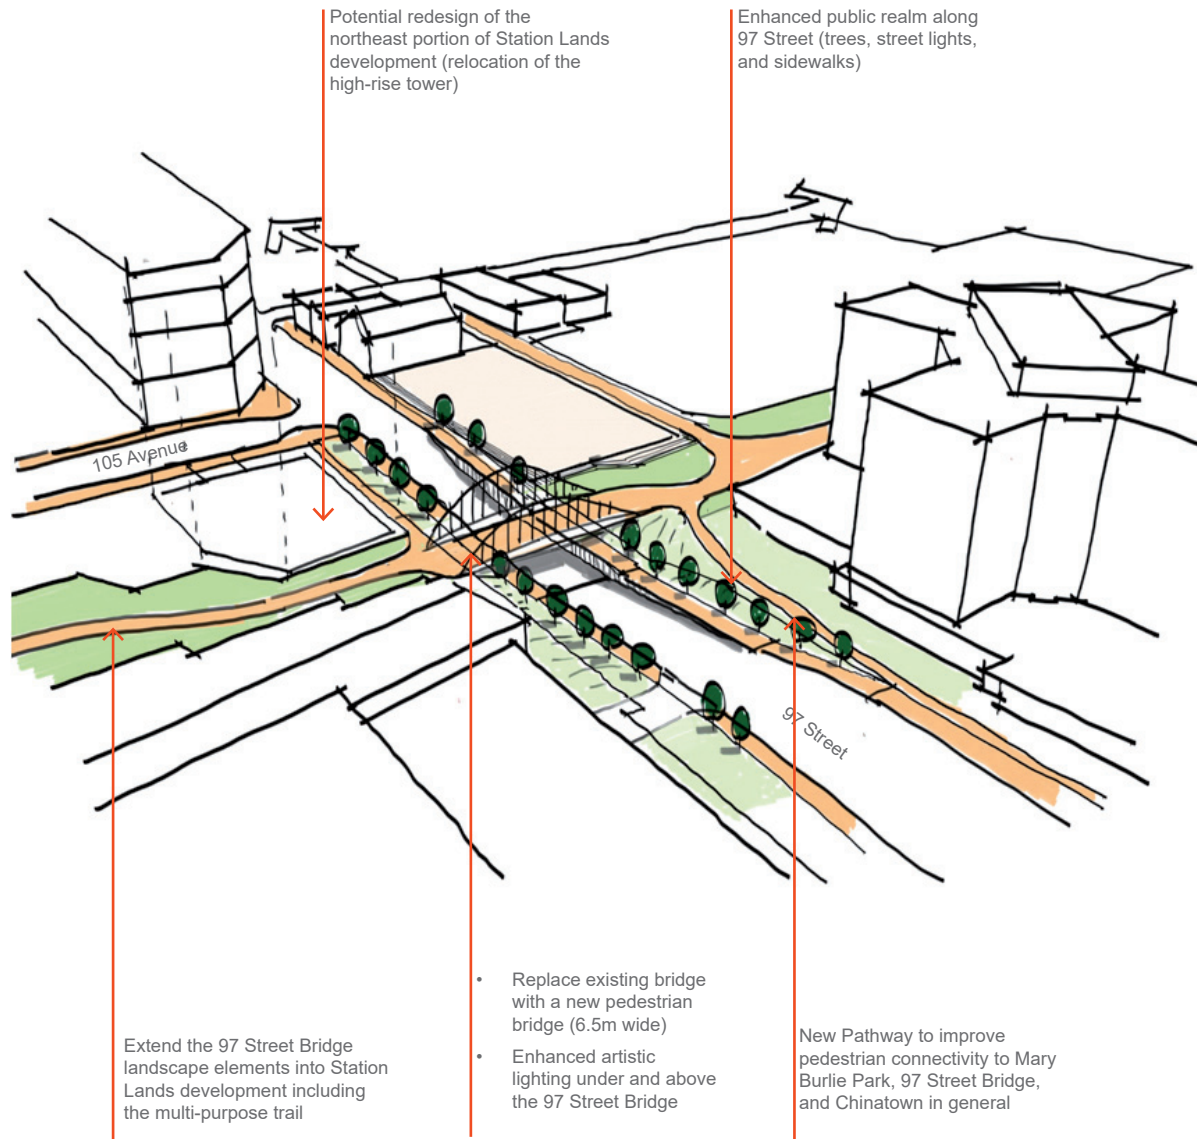 Potential redesign of the
northeast portion of Station Lands
development (relocation of the
high-rise tower)
Enhanced public realm along
97 Street (trees, street lights,
and sidewalks)
105 Avenue
97 Street
Extend the 97 Street Bridge
landscape elements into Station
Lands development including
the multi-purpose trail
• Replace existing bridge
with a new pedestrian
bridge (6.5m wide)
• Enhanced artistic
lighting under and above
the 97 Street Bridge
New Pathway to improve
pedestrian connectivity to Mary
Burlie Park, 97 Street Bridge,
and Chinatown in general